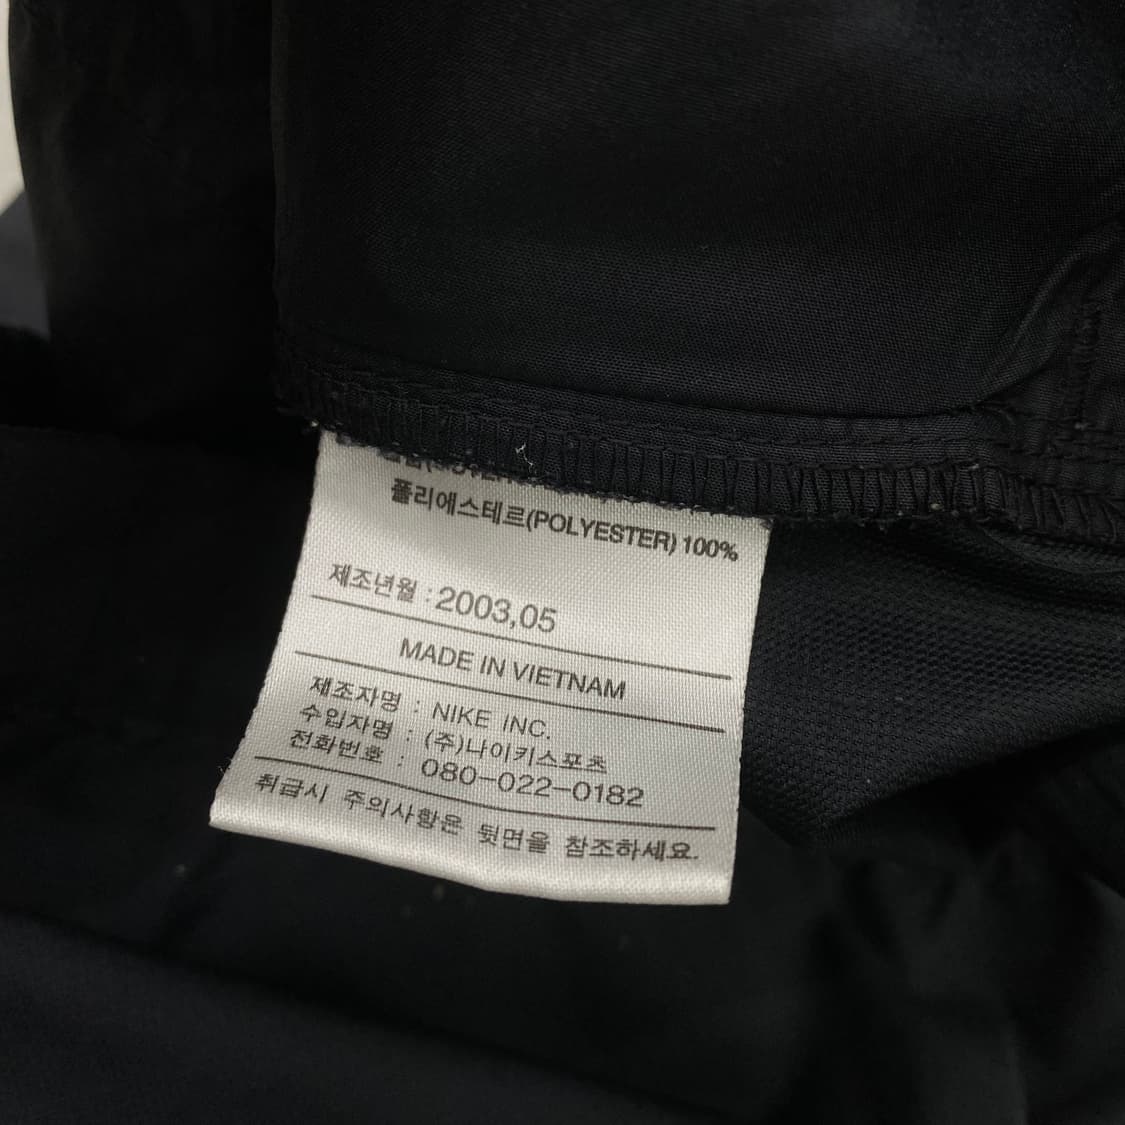 폴리에스테르(POLYESTER) 100%
제조년월 : 2003,05
MADE IN VIETNAM
제조자명 : NIKE INC.
수입자명 : (주)나이키스포츠
전화번호 : 080-022-0182
취급시 주의사항은 뒷면을 참조하세요.